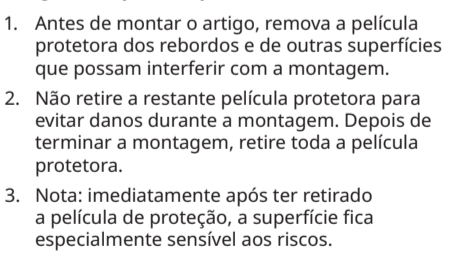 1. Antes de montar o artigo, remova a película
protetora dos rebordos e de outras superfícies
que possam interferir com a montagem.
2. Não retire a restante película protetora para
evitar danos durante a montagem. Depois de
terminar a montagem, retire toda a película
protetora.
3. Nota: imediatamente após ter retirado
a película de proteção, a superfície fica
especialmente sensível aos riscos.